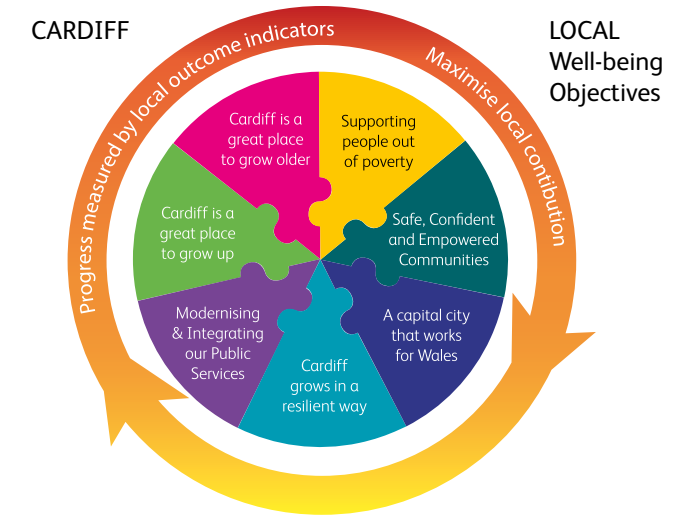 CARDIFF
LOCAL
Well-being
Objectives
Progress measured by local outcome indicators
Maximise local contibution
Cardiff is a
great place
to grow older
Supporting
people out
of poverty
Safe, Confident
and Empowered
Communities
A capital city
that works
for Wales
Cardiff
grows in a
resilient way
Modernising
& Integrating
our Public
Services
Cardiff is a
great place
to grow up